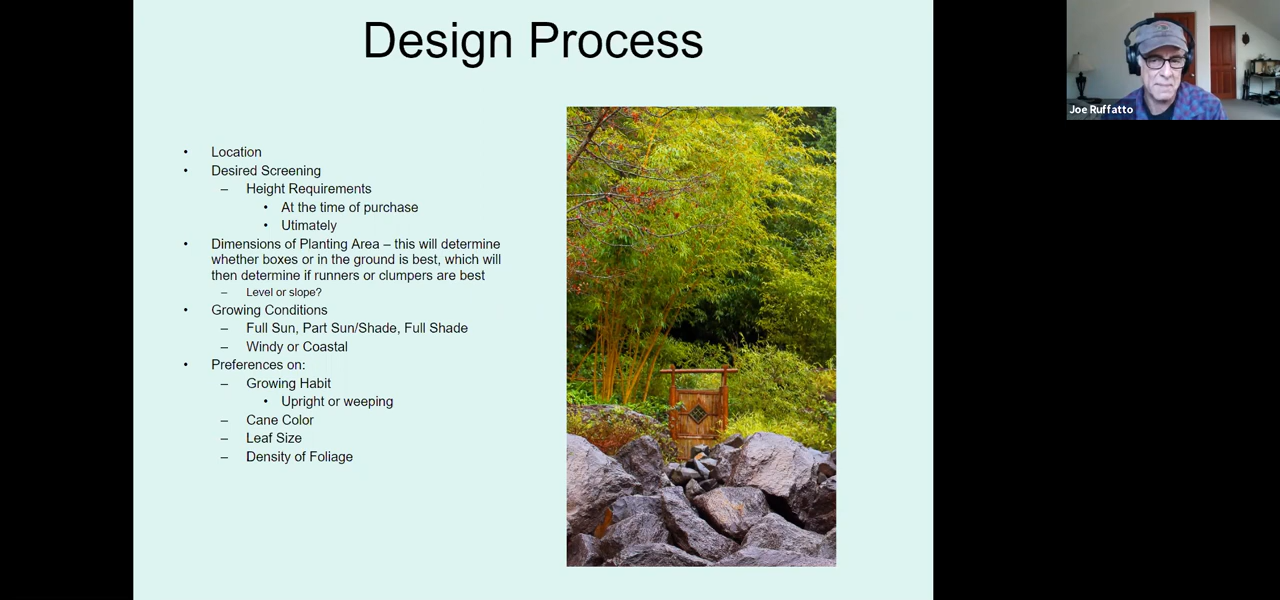 Design Process
• Location
• Desired Screening
– Height Requirements
• At the time of purchase
• Utimately
• Dimensions of Planting Area – this will determine
whether boxes or in the ground is best, which will
then determine if runners or clumpers are best
– Level or slope?
• Growing Conditions
– Full Sun, Part Sun/Shade, Full Shade
– Windy or Coastal
• Preferences on:
– Growing Habit
• Upright or weeping
– Cane Color
– Leaf Size
– Density of Foliage
Joe Ruffatto